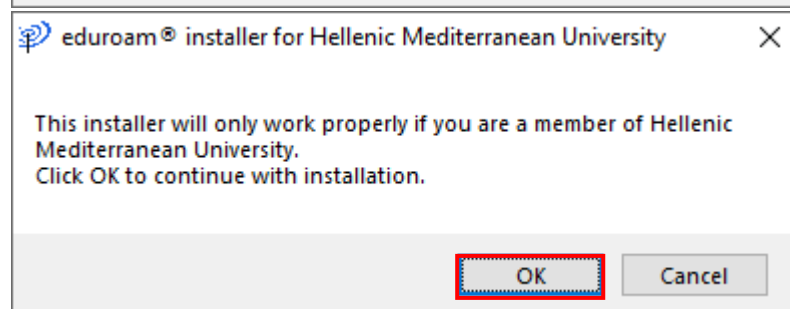 eduroam® installer for Hellenic Mediterranean University
This installer will only work properly if you are a member of Hellenic
Mediterranean University.
Click OK to continue with installation.
OK Cancel